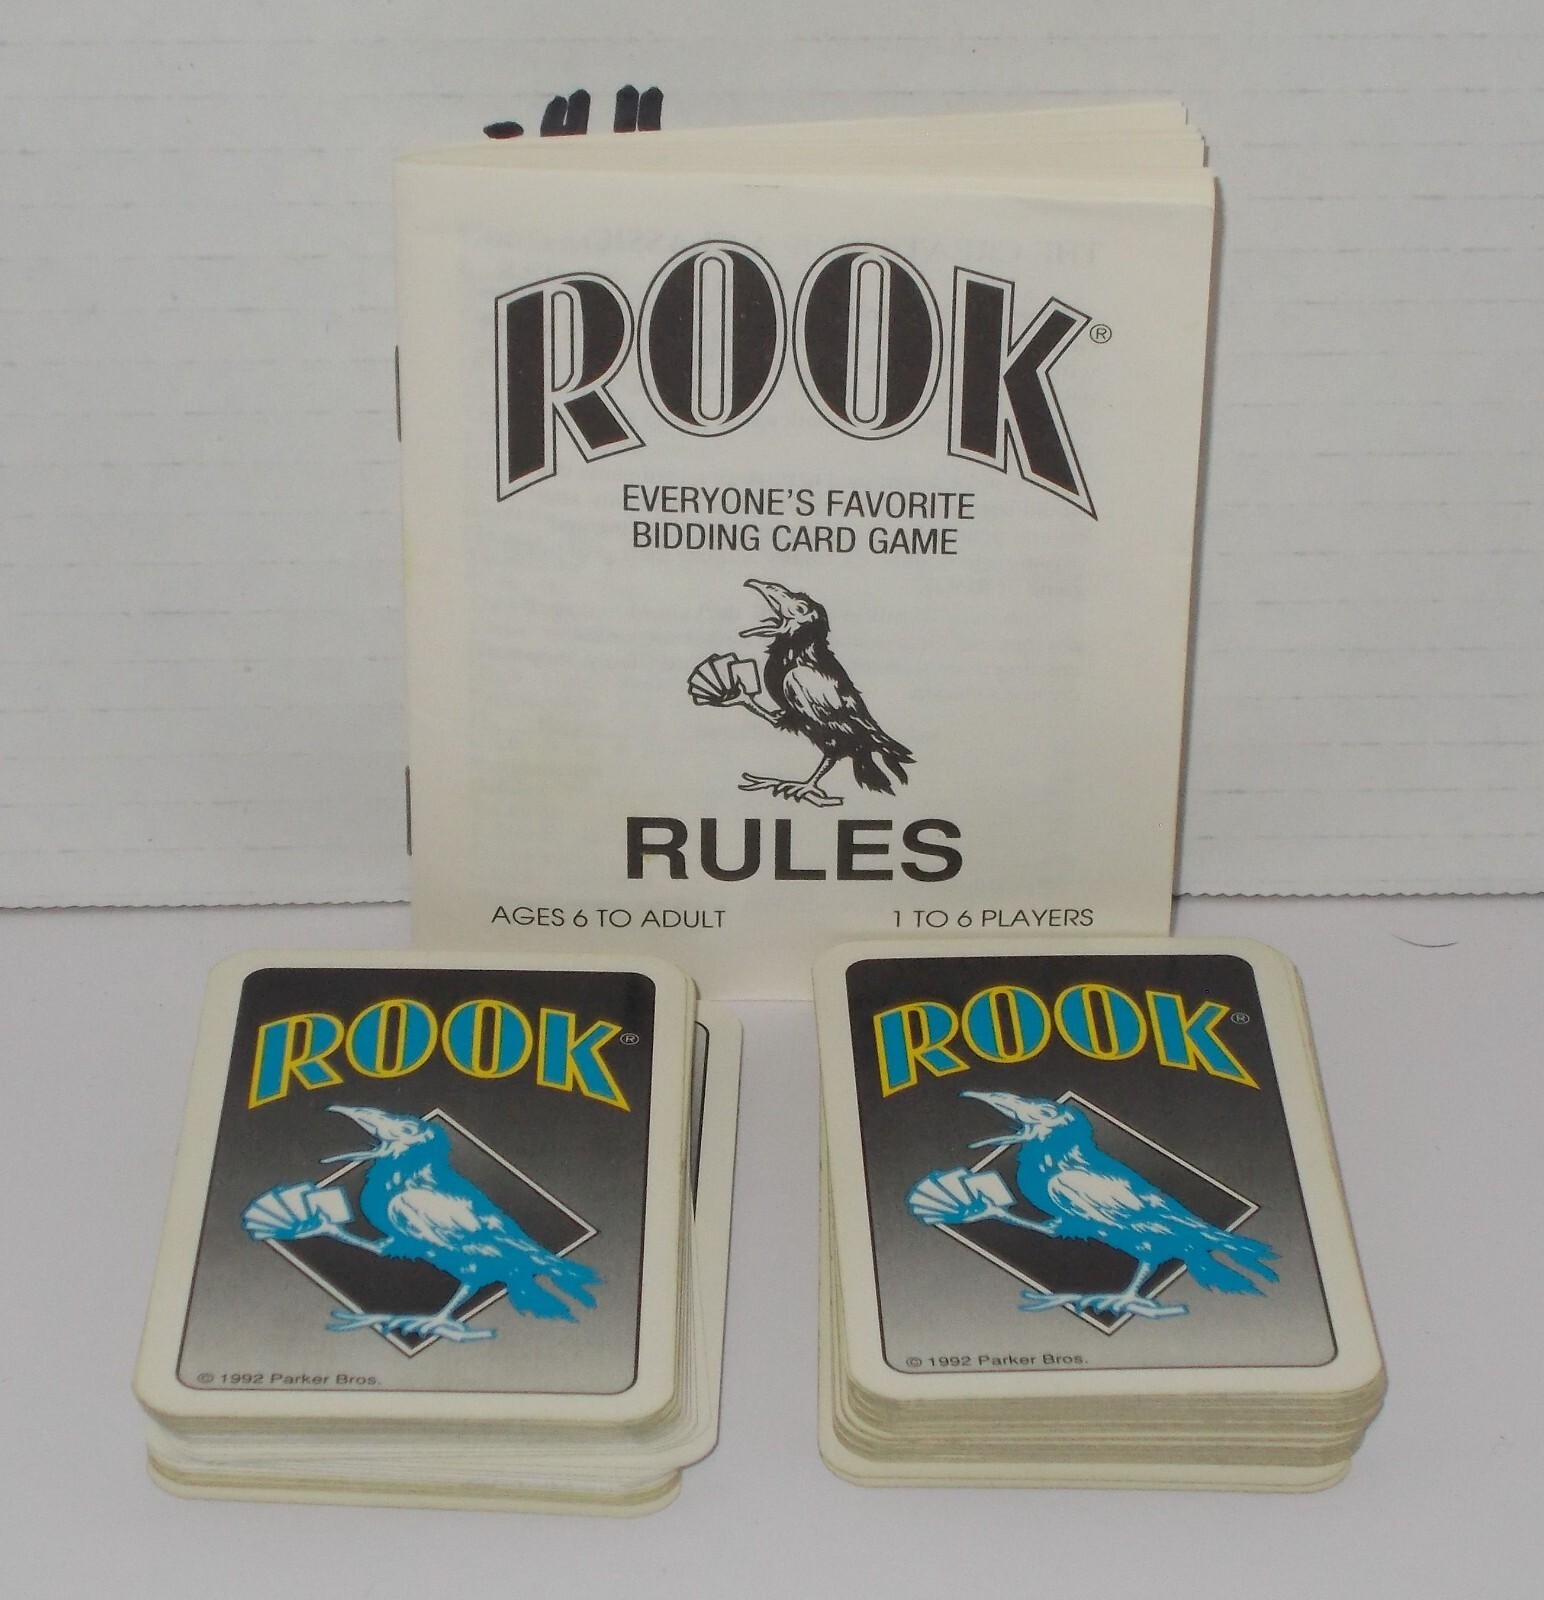 ROOK®
EVERYONE'S FAVORITE
BIDDING CARD GAME
RULES
AGES 6 TO ADULT
1 TO 6 PLAYERS
ROOK®
© 1992 Parker Bros.
ROOK®
© 1992 Parker Bros.